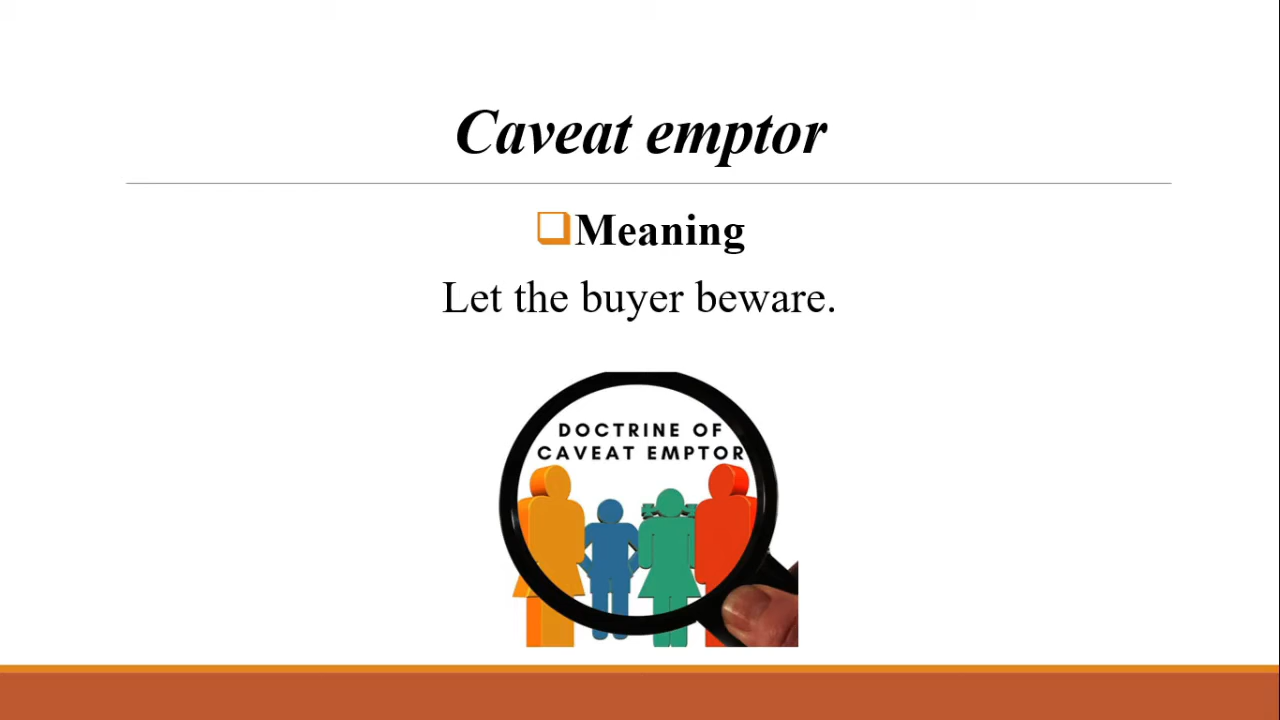 Caveat emptor
Meaning
Let the buyer beware.
DOCTRINE OF
CAVEAT EMPTOR